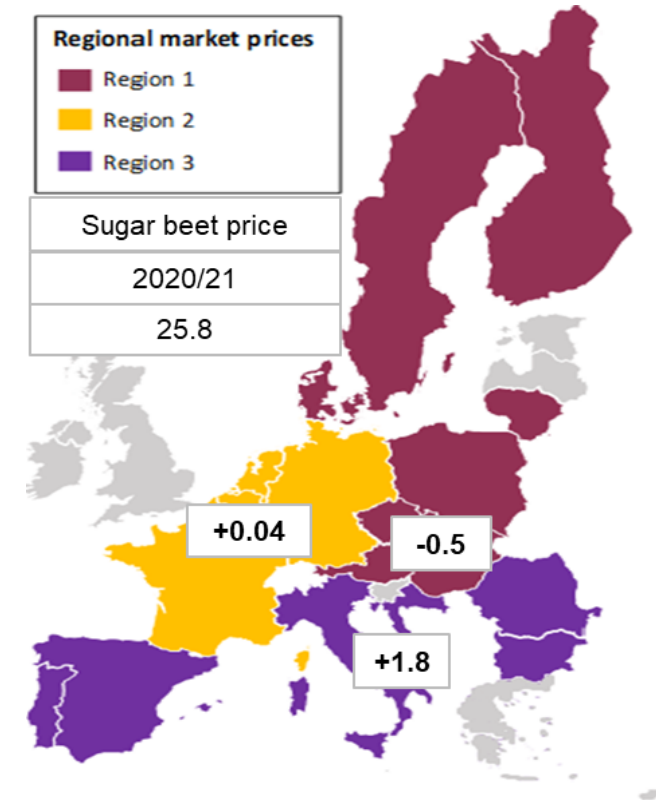 Regional market prices
Region 1
Region 2
Region 3
Sugar beet price
2020/21
25.8
+0.04
-0.5
+1.8